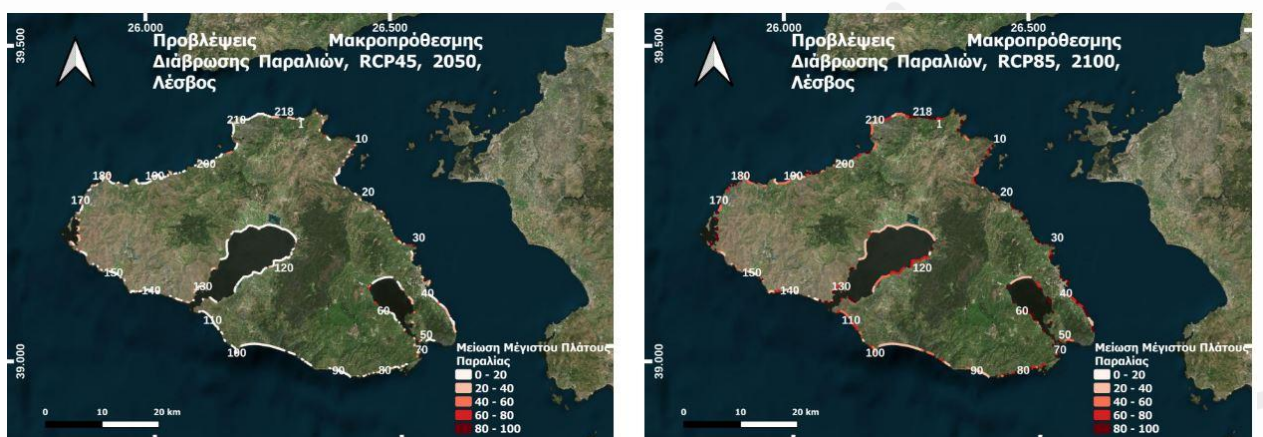 26.000
26.500
39.500
39.000
Προβλέψεις Μακροπρόθεσμης
Διάβρωσης Παραλιών, RCP45, 2050,
Λέσβος
218
210
1
10
200
190
180
20
170
30
120
150
130
140
40
60
110
50
100
70
90
80
Μείωση Μέγιστου Πλάτους
Παραλίας
0 - 20
20 - 40
40 - 60
60 - 80
80 - 100
0 10 20 km
26.000
26.500
39.500
39.000
Προβλέψεις Μακροπρόθεσμης
Διάβρωσης Παραλιών, RCP85, 2100,
Λέσβος
218
210
1
10
200
190
180
20
170
30
120
150
130
140
40
60
110
50
100
70
90
80
Μείωση Μέγιστου Πλάτους
Παραλίας
0 - 20
20 - 40
40 - 60
60 - 80
80 - 100
0 10 20 km